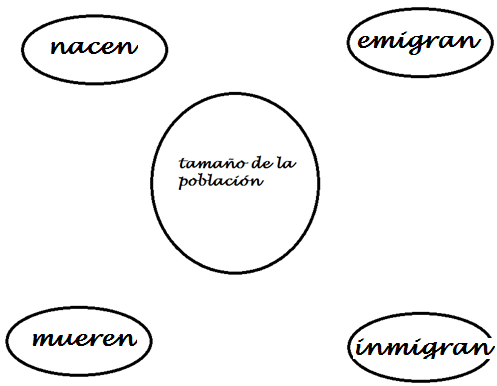 nacen
emigran
tamaño de la
población
mueren
inmigran